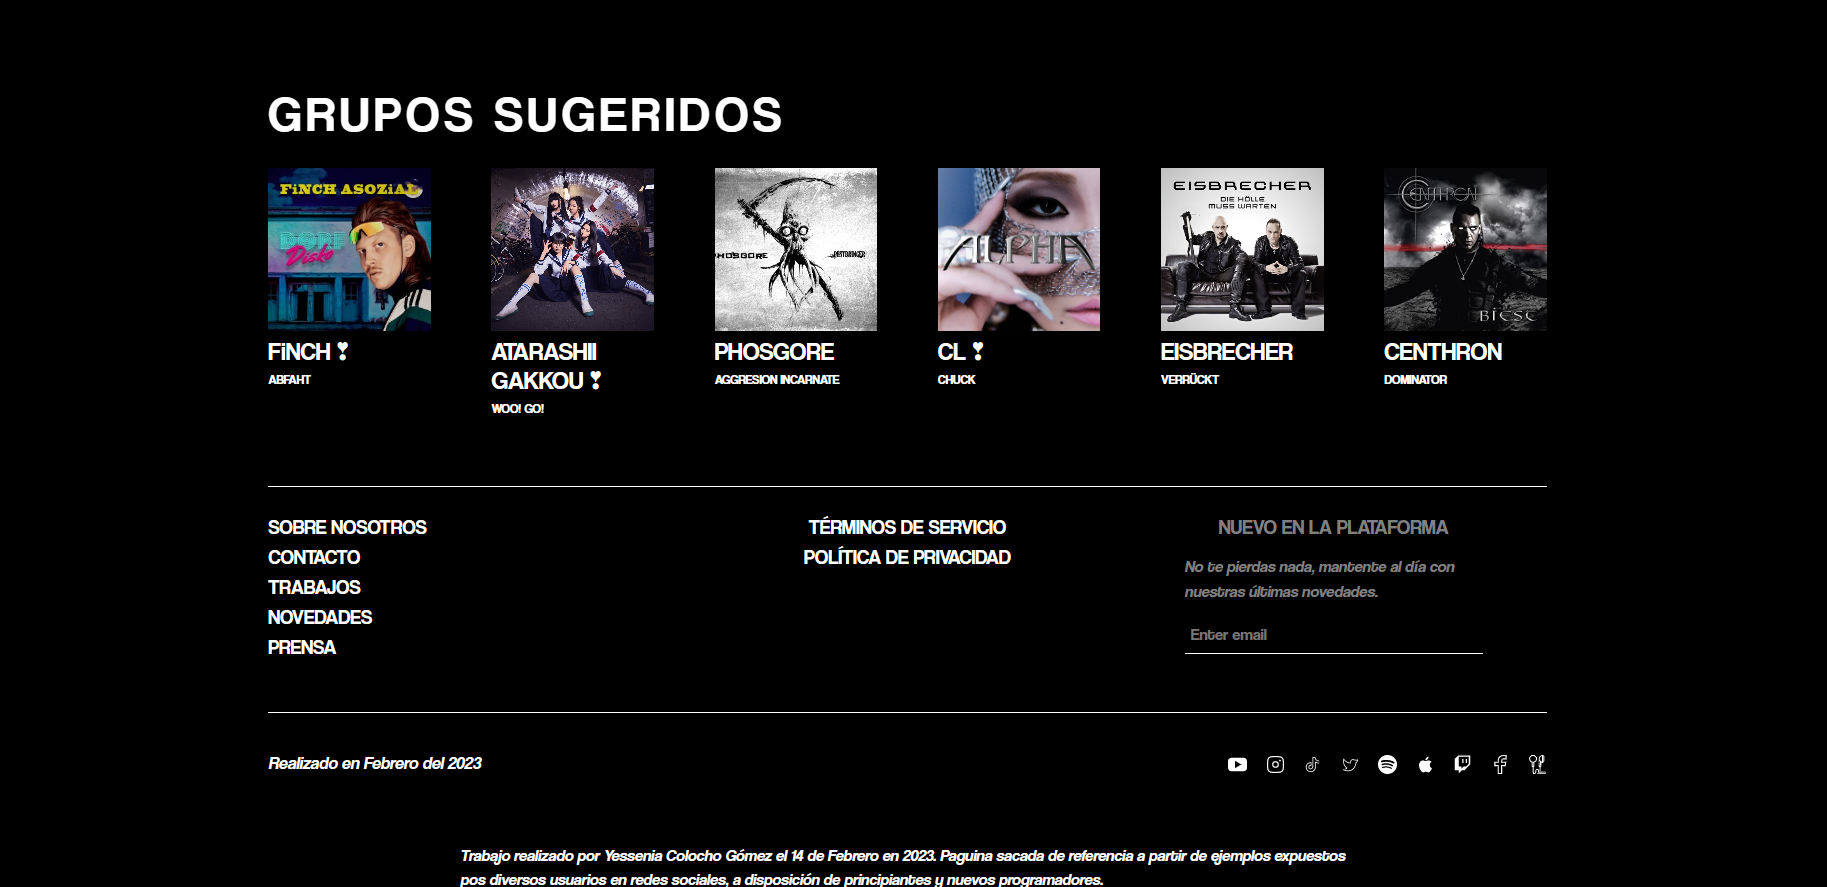 GRUPOS SUGERIDOS
FiNCH ASOZiAL
DORF
Disko
PHOSGORE
ALPHA
EISBRECHER
DIE HÖLLE
MUSS WARTEN
CENTHRON
BIEST
FiNCH ❣
ABFAHT
ATARASHII
GAKKOU ❣
WOO! GO!
PHOSGORE
AGGRESION INCARNATE
CL ❣
CHUCK
EISBRECHER
VERRÜCKT
CENTHRON
DOMINATOR
SOBRE NOSOTROS
CONTACTO
TRABAJOS
NOVEDADES
PRENSA
TÉRMINOS DE SERVICIO
POLÍTICA DE PRIVACIDAD
NUEVO EN LA PLATAFORMA
No te pierdas nada, mantente al día con
nuestras últimas novedades.
Enter email
Realizado en Febrero del 2023
Trabajo realizado por Yessenia Colocho Gómez el 14 de Febrero en 2023. Paguina sacada de referencia a partir de ejemplos expuestos
pos diversos usuarios en redes sociales, a disposición de principiantes y nuevos programadores.